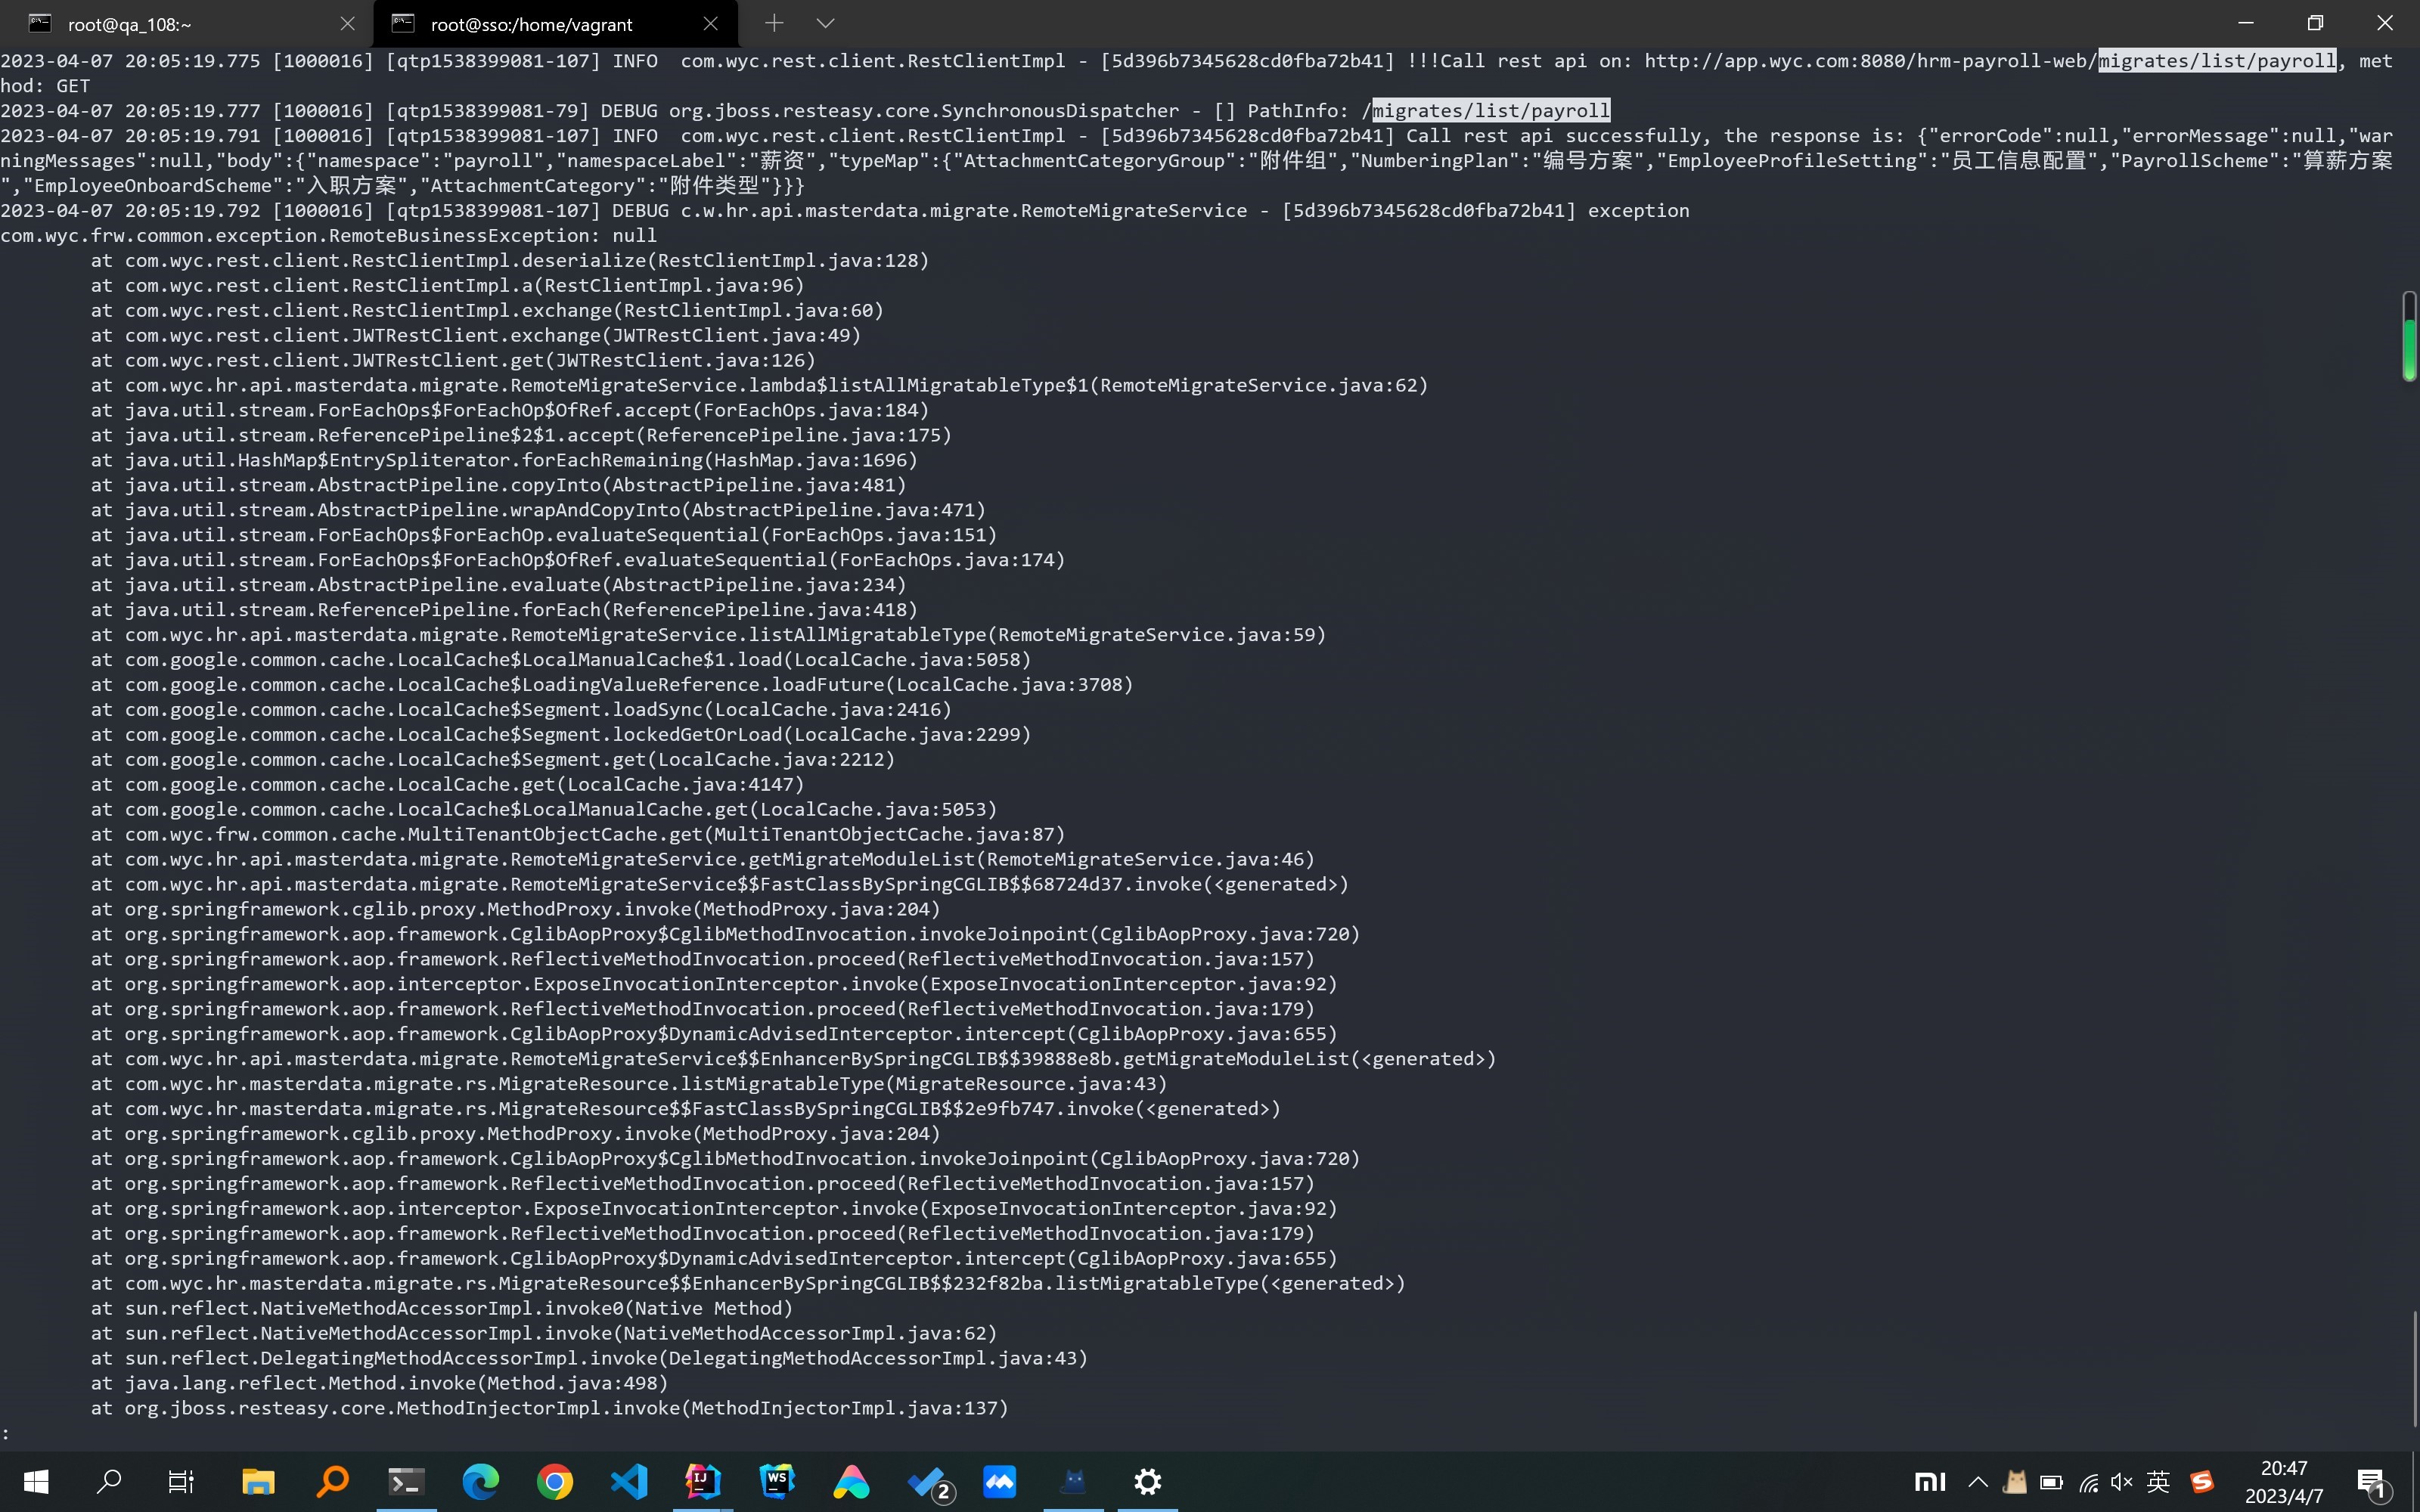 root@qa_108:~
root@sso:/home/vagrant
2023-04-07 20:05:19.775 [1000016] [qtp1538399081-107] INFO  com.wyc.rest.client.RestClientImpl - [5d396b7345628cd0fba72b41] !!!Call rest api on: http://app.wyc.com:8080/hrm-payroll-web/migrates/list/payroll, met
hod: GET
2023-04-07 20:05:19.777 [1000016] [qtp1538399081-79] DEBUG org.jboss.resteasy.core.SynchronousDispatcher - [] PathInfo: /migrates/list/payroll
2023-04-07 20:05:19.791 [1000016] [qtp1538399081-107] INFO  com.wyc.rest.client.RestClientImpl - [5d396b7345628cd0fba72b41] Call rest api successfully, the response is: {"errorCode":null,"errorMessage":null,"war
ningMessages":null,"body":{"namespace":"payroll","namespaceLabel":"薪资","typeMap":{"AttachmentCategoryGroup":"附件组","NumberingPlan":"编号方案","EmployeeProfileSetting":"员工信息配置","PayrollScheme":"算薪方案
","EmployeeOnboardScheme":"入职方案","AttachmentCategory":"附件类型"}}}
2023-04-07 20:05:19.792 [1000016] [qtp1538399081-107] DEBUG c.w.hr.api.masterdata.migrate.RemoteMigrateService - [5d396b7345628cd0fba72b41] exception
com.wyc.frw.common.exception.RemoteBusinessException: null
at com.wyc.rest.client.RestClientImpl.deserialize(RestClientImpl.java:128)
at com.wyc.rest.client.RestClientImpl.a(RestClientImpl.java:96)
at com.wyc.rest.client.RestClientImpl.exchange(RestClientImpl.java:60)
at com.wyc.rest.client.JWTRestClient.exchange(JWTRestClient.java:49)
at com.wyc.rest.client.JWTRestClient.get(JWTRestClient.java:126)
at com.wyc.hr.api.masterdata.migrate.RemoteMigrateService.lambda$listAllMigratableType$1(RemoteMigrateService.java:62)
at java.util.stream.ForEachOps$ForEachOp$OfRef.accept(ForEachOps.java:184)
at java.util.stream.ReferencePipeline$2$1.accept(ReferencePipeline.java:175)
at java.util.HashMap$EntrySpliterator.forEachRemaining(HashMap.java:1696)
at java.util.stream.AbstractPipeline.copyInto(AbstractPipeline.java:481)
at java.util.stream.AbstractPipeline.wrapAndCopyInto(AbstractPipeline.java:471)
at java.util.stream.ForEachOps$ForEachOp.evaluateSequential(ForEachOps.java:151)
at java.util.stream.ForEachOps$ForEachOp$OfRef.evaluateSequential(ForEachOps.java:174)
at java.util.stream.AbstractPipeline.evaluate(AbstractPipeline.java:234)
at java.util.stream.ReferencePipeline.forEach(ReferencePipeline.java:418)
at com.wyc.hr.api.masterdata.migrate.RemoteMigrateService.listAllMigratableType(RemoteMigrateService.java:59)
at com.google.common.cache.LocalCache$LocalManualCache$1.load(LocalCache.java:5058)
at com.google.common.cache.LocalCache$LoadingValueReference.loadFuture(LocalCache.java:3708)
at com.google.common.cache.LocalCache$Segment.loadSync(LocalCache.java:2416)
at com.google.common.cache.LocalCache$Segment.lockedGetOrLoad(LocalCache.java:2299)
at com.google.common.cache.LocalCache$Segment.get(LocalCache.java:2212)
at com.google.common.cache.LocalCache.get(LocalCache.java:4147)
at com.google.common.cache.LocalCache$LocalManualCache.get(LocalCache.java:5053)
at com.wyc.frw.common.cache.MultiTenantObjectCache.get(MultiTenantObjectCache.java:87)
at com.wyc.hr.api.masterdata.migrate.RemoteMigrateService.getMigrateModuleList(RemoteMigrateService.java:46)
at com.wyc.hr.api.masterdata.migrate.RemoteMigrateService$$FastClassBySpringCGLIB$$68724d37.invoke(<generated>)
at org.springframework.cglib.proxy.MethodProxy.invoke(MethodProxy.java:204)
at org.springframework.aop.framework.CglibAopProxy$CglibMethodInvocation.invokeJoinpoint(CglibAopProxy.java:720)
at org.springframework.aop.framework.ReflectiveMethodInvocation.proceed(ReflectiveMethodInvocation.java:157)
at org.springframework.aop.interceptor.ExposeInvocationInterceptor.invoke(ExposeInvocationInterceptor.java:92)
at org.springframework.aop.framework.ReflectiveMethodInvocation.proceed(ReflectiveMethodInvocation.java:179)
at org.springframework.aop.framework.CglibAopProxy$DynamicAdvisedInterceptor.intercept(CglibAopProxy.java:655)
at com.wyc.hr.api.masterdata.migrate.RemoteMigrateService$$EnhancerBySpringCGLIB$$39888e8b.getMigrateModuleList(<generated>)
at com.wyc.hr.masterdata.migrate.rs.MigrateResource.listMigratableType(MigrateResource.java:43)
at com.wyc.hr.masterdata.migrate.rs.MigrateResource$$FastClassBySpringCGLIB$$2e9fb747.invoke(<generated>)
at org.springframework.cglib.proxy.MethodProxy.invoke(MethodProxy.java:204)
at org.springframework.aop.framework.CglibAopProxy$CglibMethodInvocation.invokeJoinpoint(CglibAopProxy.java:720)
at org.springframework.aop.framework.ReflectiveMethodInvocation.proceed(ReflectiveMethodInvocation.java:157)
at org.springframework.aop.interceptor.ExposeInvocationInterceptor.invoke(ExposeInvocationInterceptor.java:92)
at org.springframework.aop.framework.ReflectiveMethodInvocation.proceed(ReflectiveMethodInvocation.java:179)
at org.springframework.aop.framework.CglibAopProxy$DynamicAdvisedInterceptor.intercept(CglibAopProxy.java:655)
at com.wyc.hr.masterdata.migrate.rs.MigrateResource$$EnhancerBySpringCGLIB$$232f82ba.listMigratableType(<generated>)
at sun.reflect.NativeMethodAccessorImpl.invoke0(Native Method)
at sun.reflect.NativeMethodAccessorImpl.invoke(NativeMethodAccessorImpl.java:62)
at sun.reflect.DelegatingMethodAccessorImpl.invoke(DelegatingMethodAccessorImpl.java:43)
at java.lang.reflect.Method.invoke(Method.java:498)
at org.jboss.resteasy.core.MethodInjectorImpl.invoke(MethodInjectorImpl.java:137)
:
IJ
WS
2
MI
英
S
20:47
2023/4/7
1